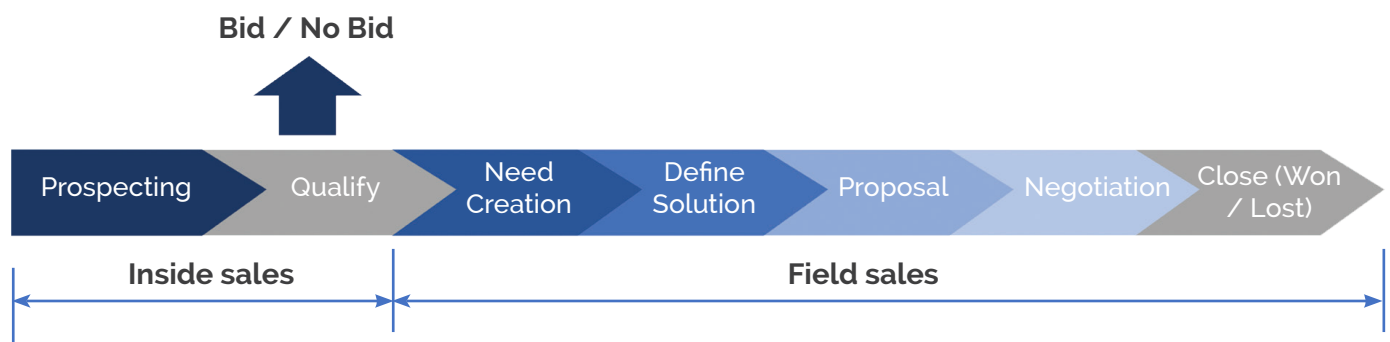 Bid / No Bid
Prospecting
Qualify
Need
Creation
Define
Solution
Proposal
Negotiation
Close (Won
/ Lost)
Inside sales
Field sales